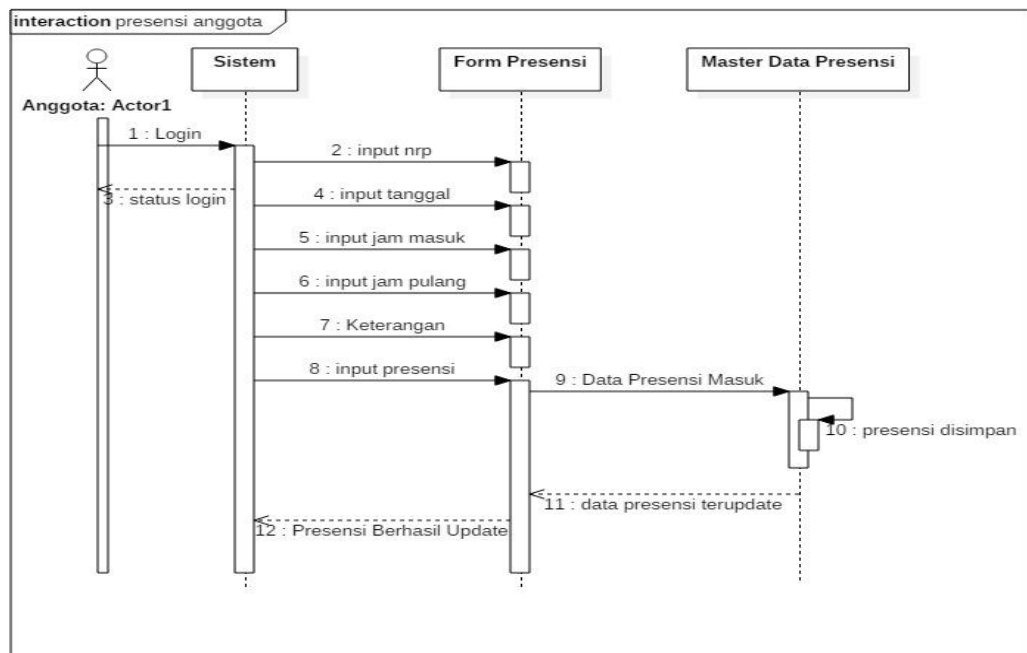 interaction presensi anggota
Sistem
Form Presensi
Master Data Presensi
Anggota: Actor1
1 : Login
2 : input nrp
3 : status login
4 : input tanggal
5 : input jam masuk
6 : input jam pulang
7 : Keterangan
8 : input presensi
9 : Data Presensi Masuk
10 : presensi disimpan
11 : data presensi terupdate
12 : Presensi Berhasil Update